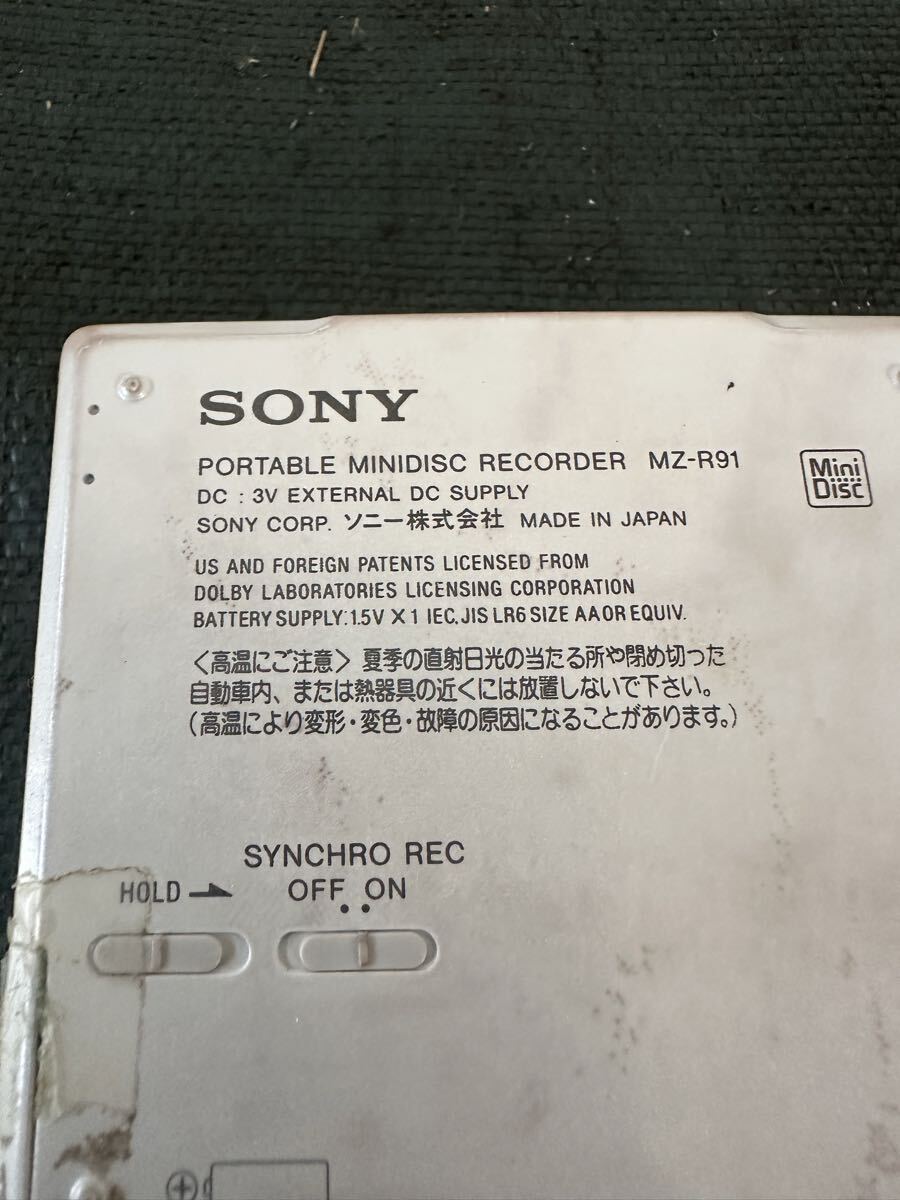 SONY
PORTABLE MINIDISC RECORDER MZ-R91
Mini Disc
DC : 3V EXTERNAL DC SUPPLY
SONY CORP. ソニー株式会社 MADE IN JAPAN
US AND FOREIGN PATENTS LICENSED FROM
DOLBY LABORATORIES LICENSING CORPORATION
BATTERY SUPPLY:1.5V X 1 IEC,JIS LR6 SIZE AA OR EQUIV.
〈高温にご注意〉夏季の直射日光の当たる所や閉め切った
自動車内、または熱器具の近くには放置しないで下さい。
(高温により変形・変色・故障の原因になることがあります。)
SYNCHRO REC
HOLD OFF ON